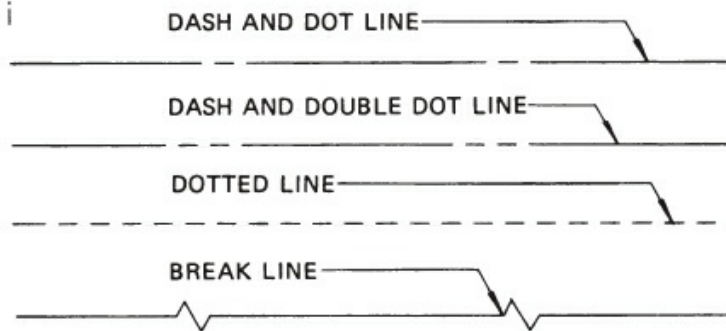 DASH AND DOT LINE
DASH AND DOUBLE DOT LINE
DOTTED LINE
BREAK LINE